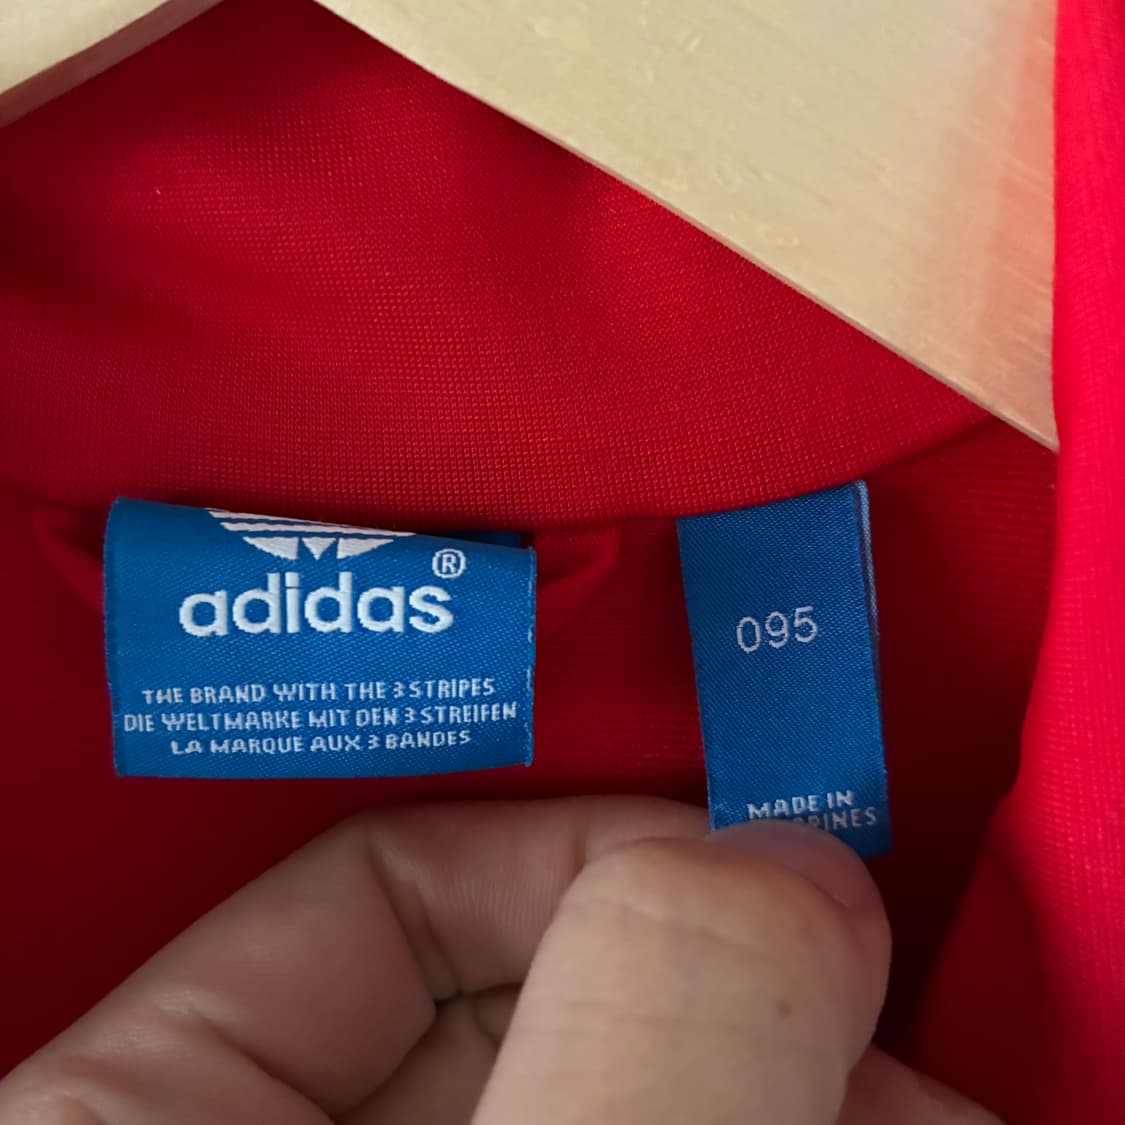 adidas®
THE BRAND WITH THE 3 STRIPES
DIE WELTMARKE MIT DEN 3 STREIFEN
LA MARQUE AUX 3 BANDES
095
MADE IN